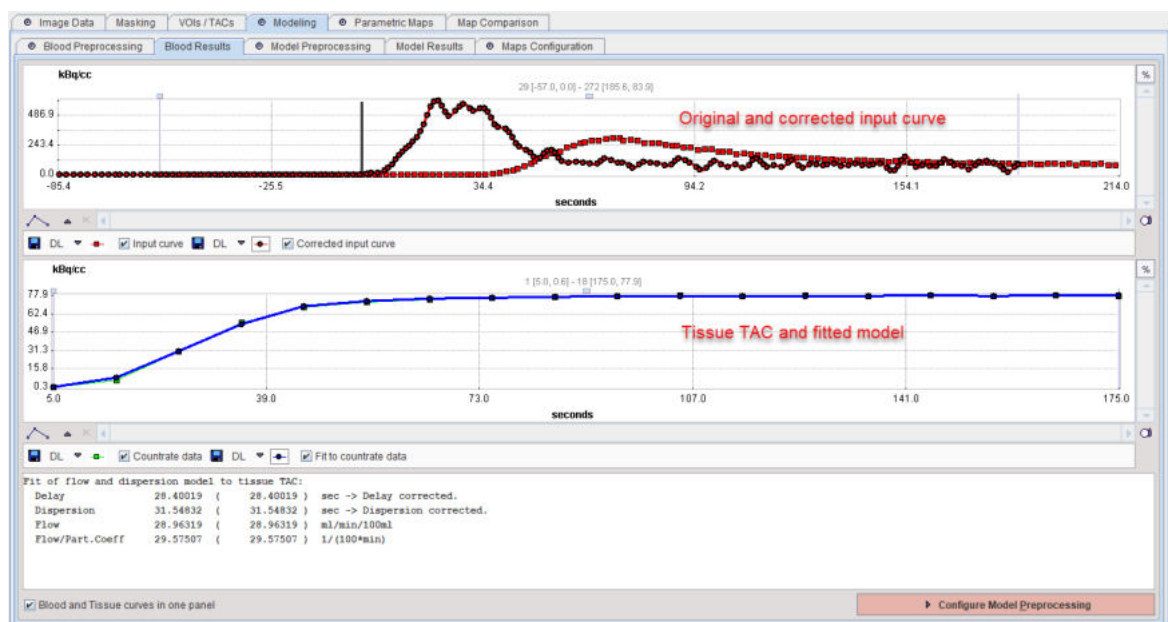 Image Data Masking VOIs / TACs Modeling Parametric Maps Map Comparison
Blood Preprocessing Blood Results Model Preprocessing Model Results Maps Configuration
kBq/cc
%
29 [-57.0, 0.0] - 272 [185.6, 83.9]
486.9
Original and corrected input curve
243.4
0.0
-85.4 -25.5 34.4 94.2 154.1 214.0
seconds
DL Input curve DL Corrected input curve
kBq/cc
%
1 [5.0, 0.6] - 18 [175.0, 77.9]
77.9
62.4
46.9
Tissue TAC and fitted model
31.3
15.8
0.3
5.0 39.0 73.0 107.0 141.0 175.0
seconds
DL Countrate data DL Fit to countrate data
Fit of flow and dispersion model to tissue TAC:
Delay 28.40019 ( 28.40019 ) sec -> Delay corrected.
Dispersion 31.54832 ( 31.54832 ) sec -> Dispersion corrected.
Flow 28.96319 ( 28.96319 ) ml/min/100ml
Flow/Part.Coeff 29.57507 ( 29.57507 ) 1/(100*min)
Blood and Tissue curves in one panel
Configure Model Preprocessing